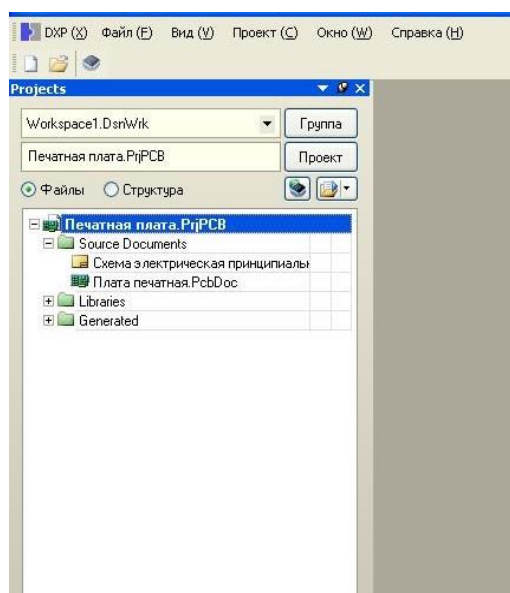 DXP (X) Файл (F) Вид (V) Проект (C) Окно (W) Справка (H)
Projects
Workspace1.DsnWrk Группа
Печатная плата.PrjPCB Проект
Файлы Структура
Печатная плата.PrjPCB
Source Documents
Схема электрическая принципиальн
Плата печатная.PcbDoc
Libraries
Generated